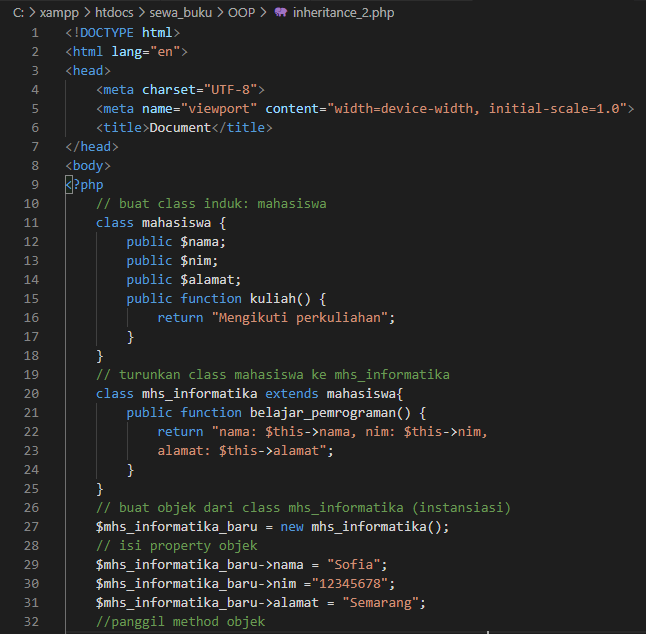 C: > xampp > htdocs > sewa_buku > OOP > inheritance_2.php
1 <!DOCTYPE html>
2 <html lang="en">
3 <head>
4 <meta charset="UTF-8">
5 <meta name="viewport" content="width=device-width, initial-scale=1.0">
6 <title>Document</title>
7 </head>
8 <body>
9 <?php
10 // buat class induk: mahasiswa
11 class mahasiswa {
12 public $nama;
13 public $nim;
14 public $alamat;
15 public function kuliah() {
16 return "Mengikuti perkuliahan";
17 }
18 }
19 // turunkan class mahasiswa ke mhs_informatika
20 class mhs_informatika extends mahasiswa{
21 public function belajar_pemrograman() {
22 return "nama: $this->nama, nim: $this->nim,
23 alamat: $this->alamat";
24 }
25 }
26 // buat objek dari class mhs_informatika (instansiasi)
27 $mhs_informatika_baru = new mhs_informatika();
28 // isi property objek
29 $mhs_informatika_baru->nama = "Sofia";
30 $mhs_informatika_baru->nim ="12345678";
31 $mhs_informatika_baru->alamat = "Semarang";
32 //panggil method objek